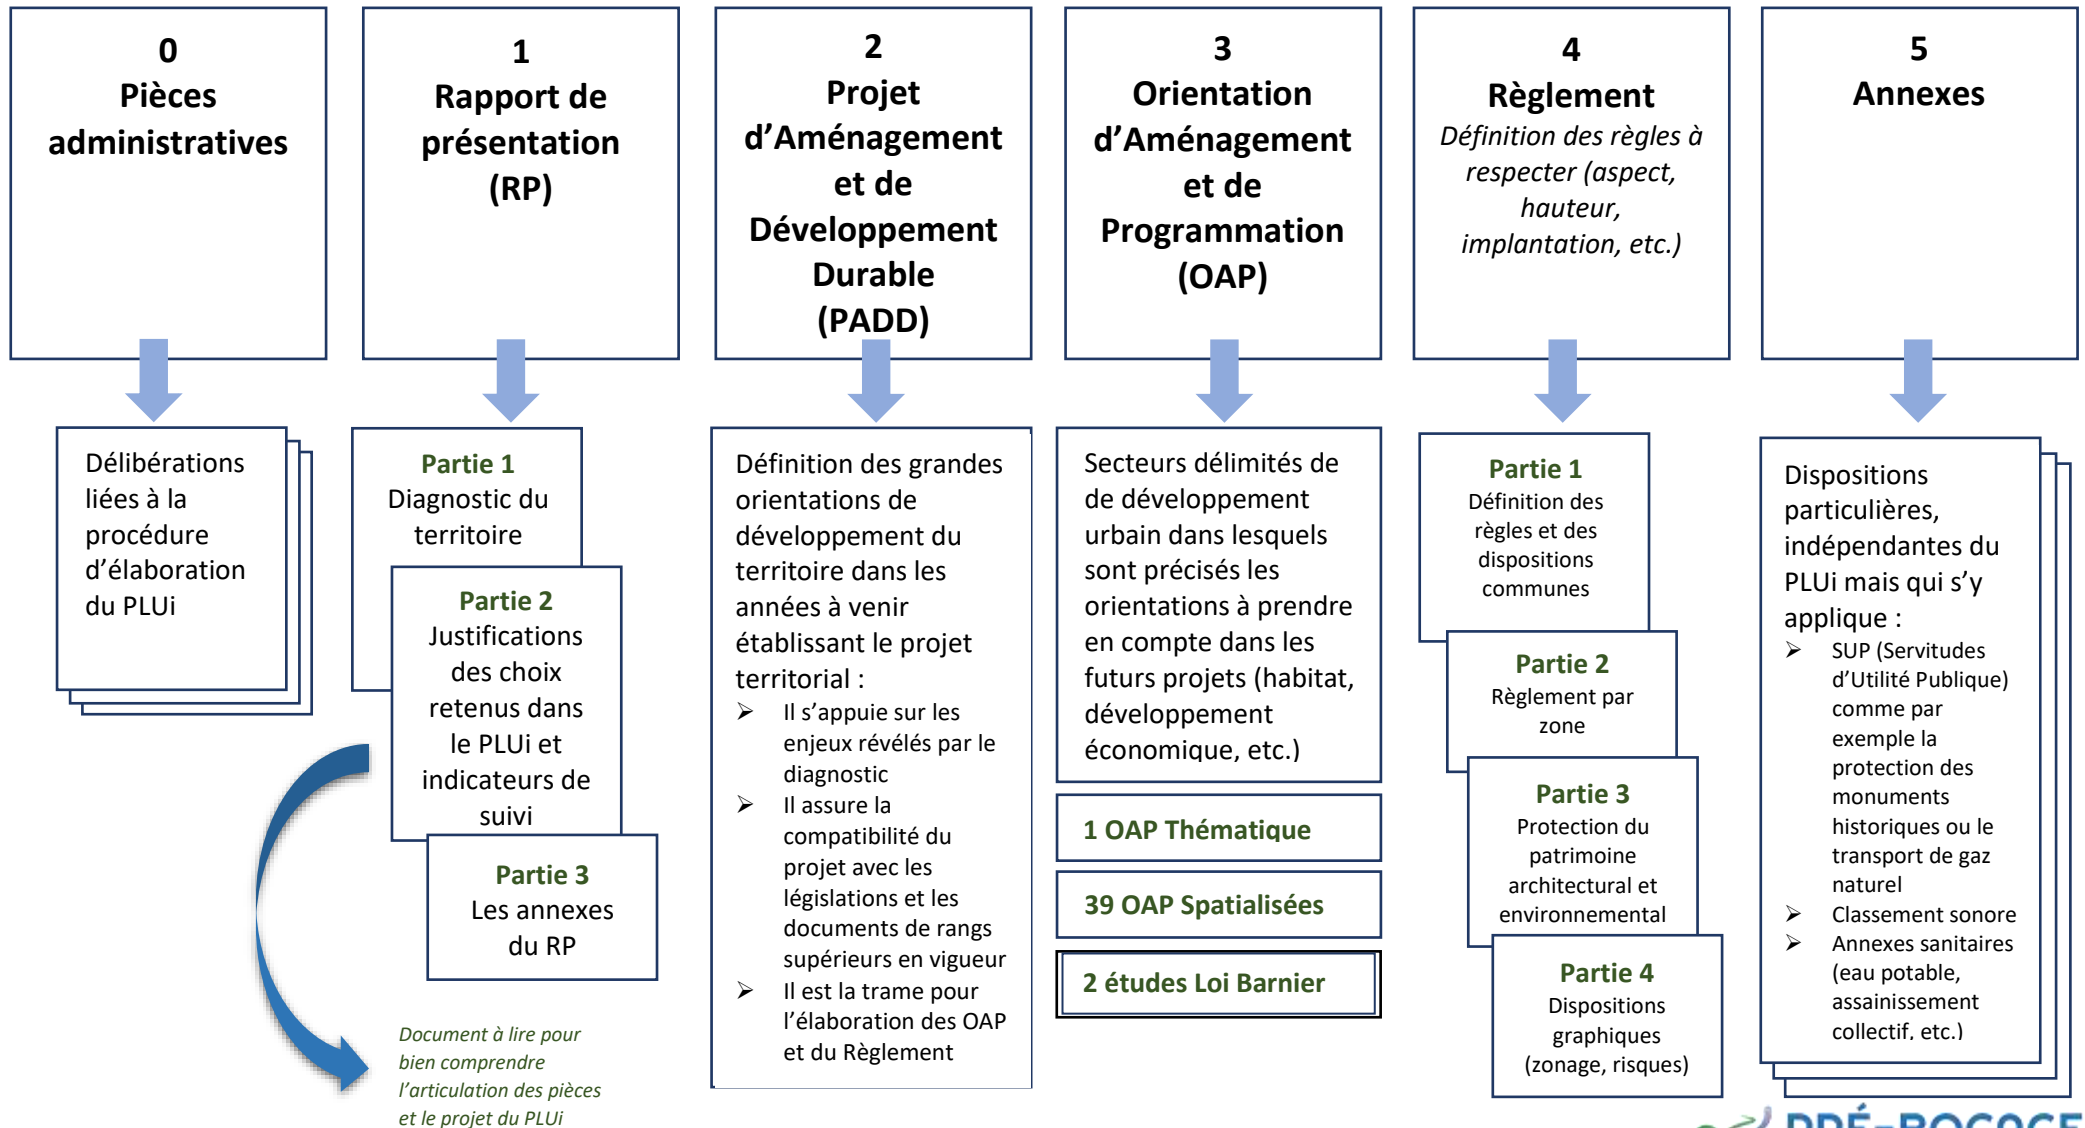 0
Pièces
administratives
1
Rapport de
présentation
(RP)
2
Projet
d’Aménagement
et de
Développement
Durable
(PADD)
3
Orientation
d’Aménagement
et de
Programmation
(OAP)
4
Règlement
Définition des règles à
respecter (aspect,
hauteur,
implantation, etc.)
5
Annexes
Délibérations
liées à la
procédure
d’élaboration
du PLUi
Partie 1
Diagnostic du
territoire
Partie 2
Justifications
des choix
retenus dans
le PLUi et
indicateurs de
suivi
Partie 3
Les annexes
du RP
Document à lire pour
bien comprendre
l’articulation des pièces
et le projet du PLUi
Définition des grandes
orientations de
développement du
territoire dans les
années à venir
établissant le projet
territorial :
➢ Il s’appuie sur les
enjeux révélés par le
diagnostic
➢ Il assure la
compatibilité du
projet avec les
législations et les
documents de rangs
supérieurs en vigueur
➢ Il est la trame pour
l’élaboration des OAP
et du Règlement
Secteurs délimités de
de développement
urbain dans lesquels
sont précisés les
orientations à prendre
en compte dans les
futurs projets (habitat,
développement
économique, etc.)
1 OAP Thématique
39 OAP Spatialisées
2 études Loi Barnier
Partie 1
Définition des
règles et des
dispositions
communes
Partie 2
Règlement par
zone
Partie 3
Protection du
patrimoine
architectural et
environnemental
Partie 4
Dispositions
graphiques
(zonage, risques)
Dispositions
particulières,
indépendantes du
PLUi mais qui s’y
applique :
➢ SUP (Servitudes
d’Utilité Publique)
comme par
exemple la
protection des
monuments
historiques ou le
transport de gaz
naturel
➢ Classement sonore
➢ Annexes sanitaires
(eau potable,
assainissement
collectif, etc.)
PRÉ-BOCAGE